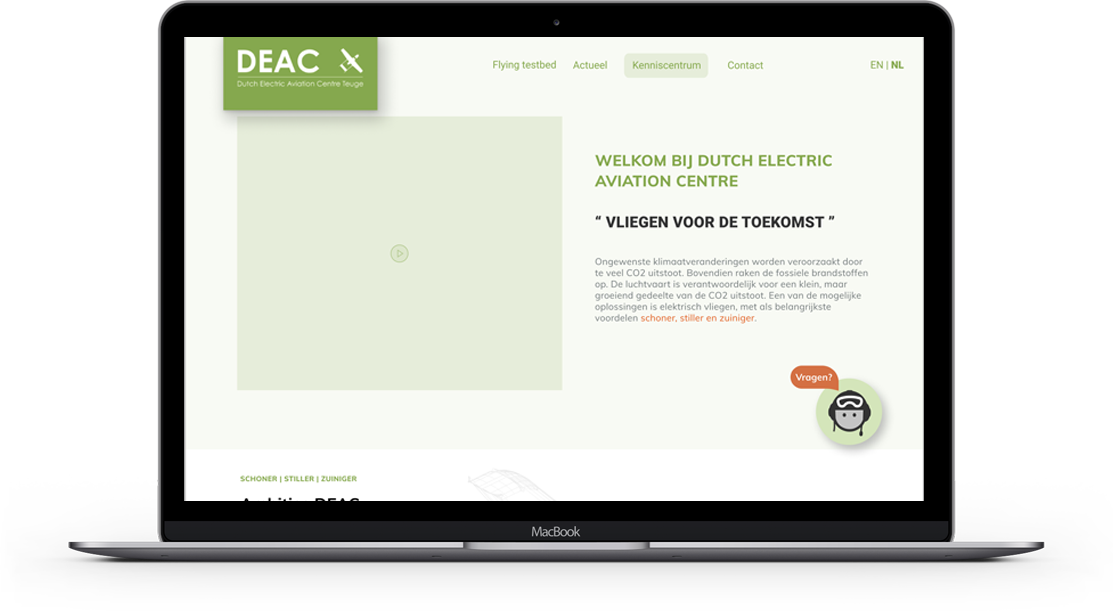 DEAC
Dutch Electric Aviation Centre Teuge
Flying testbed
Actueel
Kenniscentrum
Contact
EN | NL
WELKOM BIJ DUTCH ELECTRIC
AVIATION CENTRE
“ VLIEGEN VOOR DE TOEKOMST ”
Ongewenste klimaatveranderingen worden veroorzaakt door
te veel CO2 uitstoot. Bovendien raken de fossiele brandstoffen
op. De luchtvaart is verantwoordelijk voor een klein, maar
groeiend gedeelte van de CO2 uitstoot. Een van de mogelijke
oplossingen is elektrisch vliegen, met als belangrijkste
voordelen schoner, stiller en zuiniger.
Vragen?
SCHONER | STILLER | ZUINIGER
Ambities DEAC
MacBook